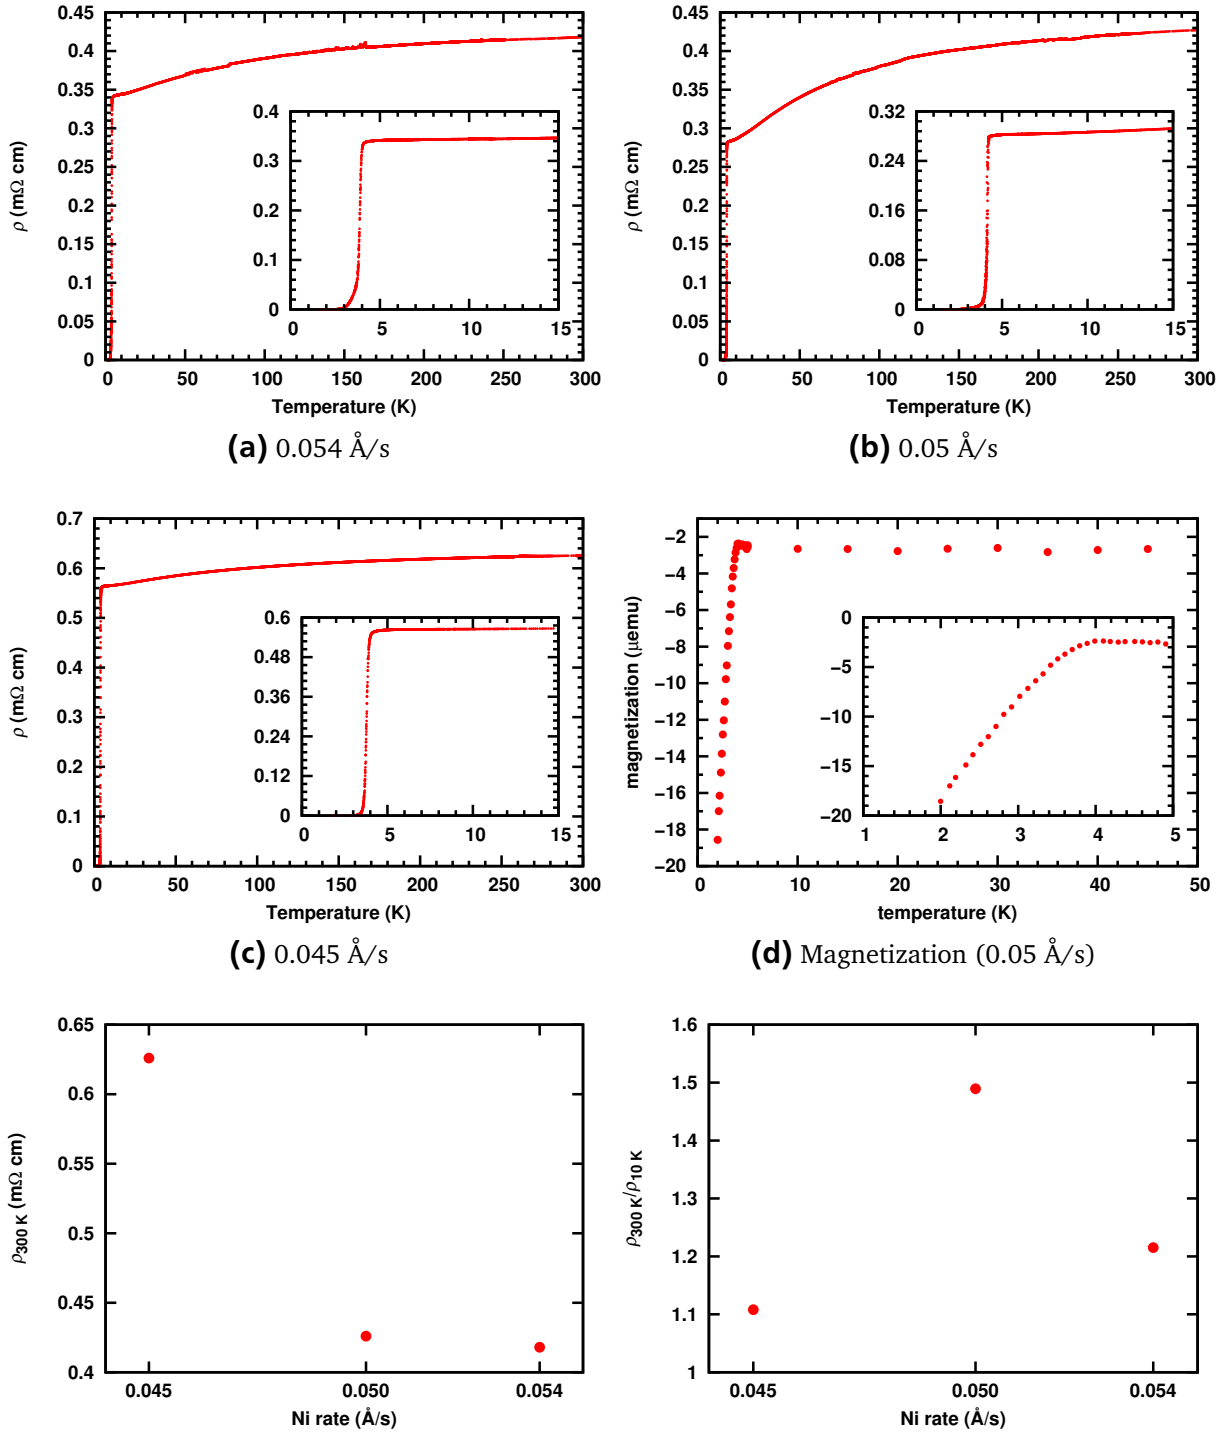 0.45
0.4
0.35
0.3
0.25
0.2
0.15
0.1
0.05
0
ρ (mΩ cm)
0 50 100 150 200 250 300
Temperature (K)
0.4
0.3
0.2
0.1
0
0 5 10 15
(a) 0.054 Å/s
0.45
0.4
0.35
0.3
0.25
0.2
0.15
0.1
0.05
0
ρ (mΩ cm)
0 50 100 150 200 250 300
Temperature (K)
0.32
0.24
0.16
0.08
0
0 5 10 15
(b) 0.05 Å/s
0.7
0.6
0.5
0.4
0.3
0.2
0.1
0
ρ (mΩ cm)
0 50 100 150 200 250 300
Temperature (K)
0.6
0.48
0.36
0.24
0.12
0
0 5 10 15
(c) 0.045 Å/s
−2
−4
−6
−8
−10
−12
−14
−16
−18
−20
magnetization (μemu)
0 10 20 30 40 50
temperature (K)
0
−5
−10
−15
−20
1 2 3 4 5
(d) Magnetization (0.05 Å/s)
0.65
0.6
0.55
0.5
0.45
0.4
ρ300 K (mΩ cm)
0.045 0.050 0.054
Ni rate (Å/s)
1.6
1.5
1.4
1.3
1.2
1.1
1
ρ300 K/ρ10 K
0.045 0.050 0.054
Ni rate (Å/s)